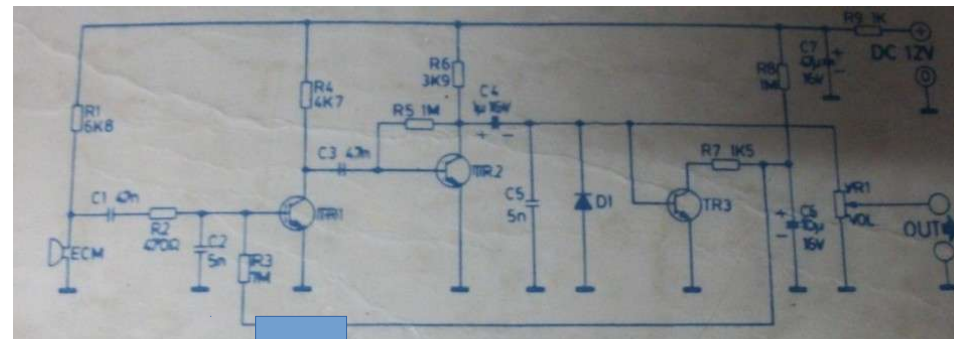 R9 1K
DC 12V
0
C7
16V
R8
1M
R6
3K9
C4
1µ 16V
R4
4K7
R5 1M
R1
6K8
C3 47n
TR2
R7 1K5
C1 47n
R2
470Ω
TR1
C5
5n
D1
TR3
VR1
VOL
C6
10µ
16V
OUT
ECM
C2
5n
R3
1M